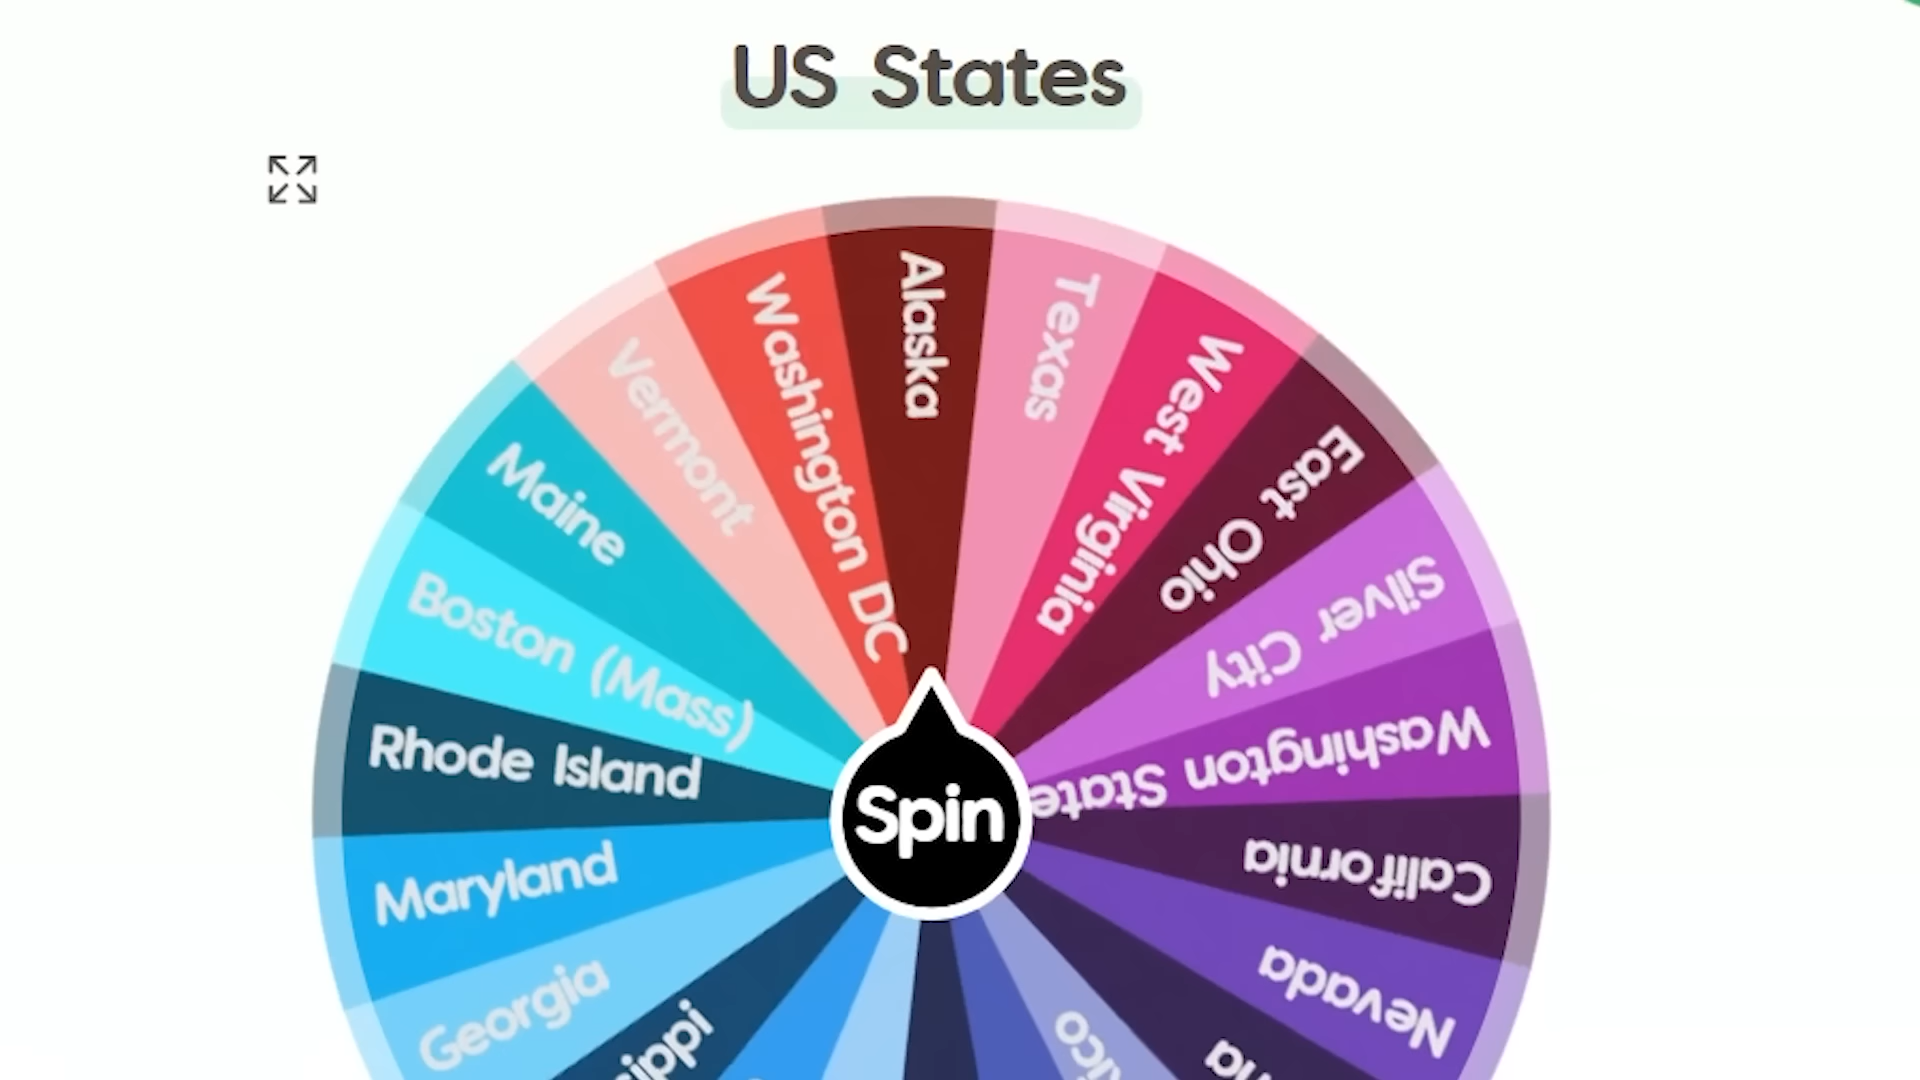 US States
Georgia
Maryland
Rhode Island
Boston (Mass)
Maine
Vermont
Washington DC
Alaska
Texas
West Virginia
East Ohio
Silver City
Washington State
California
Nevada
Spin